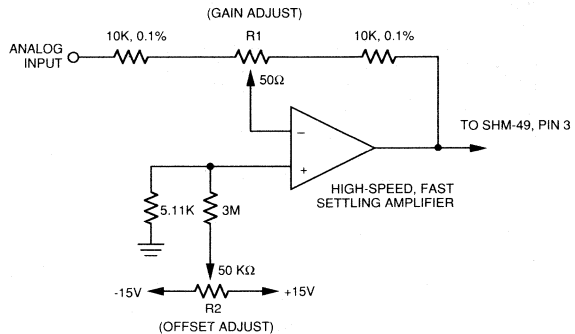 (GAIN ADJUST)
10K, 0.1%
R1
10K, 0.1%
ANALOG
INPUT
50Ω
−
+
TO SHM-49, PIN 3
HIGH-SPEED, FAST
SETTLING AMPLIFIER
5.11K
3M
50 KΩ
-15V
+15V
R2
(OFFSET ADJUST)